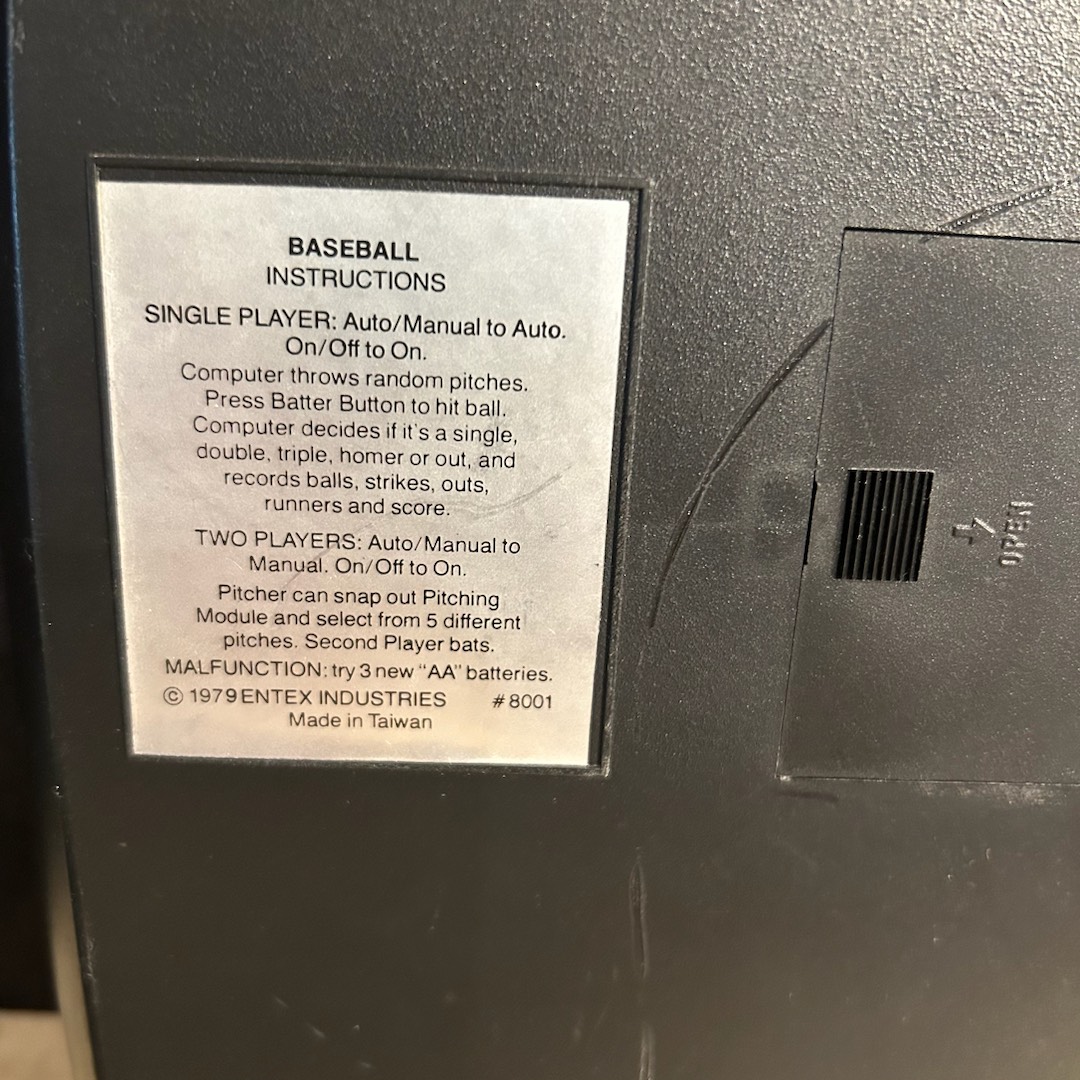 BASEBALL
INSTRUCTIONS
SINGLE PLAYER: Auto/Manual to Auto.
On/Off to On.
Computer throws random pitches.
Press Batter Button to hit ball.
Computer decides if it's a single,
double, triple, homer or out, and
records balls, strikes, outs,
runners and score.
TWO PLAYERS: Auto/Manual to
Manual. On/Off to On.
Pitcher can snap out Pitching
Module and select from 5 different
pitches. Second Player bats.
MALFUNCTION: try 3 new "AA" batteries.
© 1979 ENTEX INDUSTRIES #8001
Made in Taiwan
OPEN